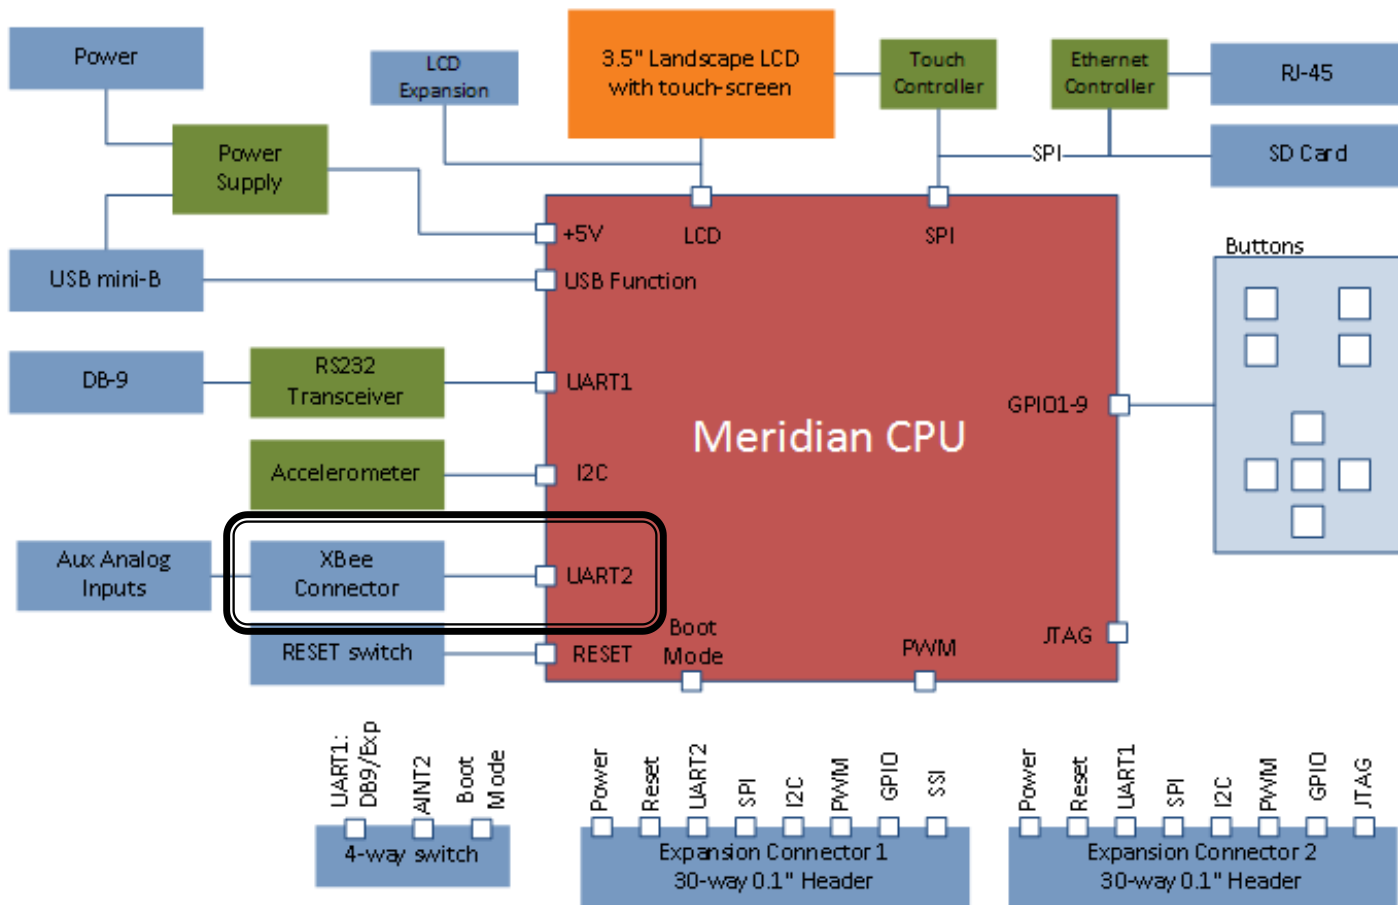 Power
LCD
Expansion
3.5" Landscape LCD
with touch-screen
Touch
Controller
Ethernet
Controller
RJ-45
SPI
SD Card
Power
Supply
+5V
LCD
SPI
Buttons
USB mini-B
USB Function
DB-9
RS232
Transceiver
UART1
GPIO1-9
Meridian CPU
Accelerometer
I2C
Aux Analog
Inputs
XBee
Connector
UART2
RESET switch
RESET
Boot
Mode
PWM
JTAG
UART1:
DB9/Exp
AINT2
Boot
Mode
4-way switch
Power
Reset
UART2
SPI
I2C
PWM
GPIO
SSI
Expansion Connector 1
30-way 0.1" Header
Power
Reset
UART1
SPI
I2C
PWM
GPIO
JTAG
Expansion Connector 2
30-way 0.1" Header